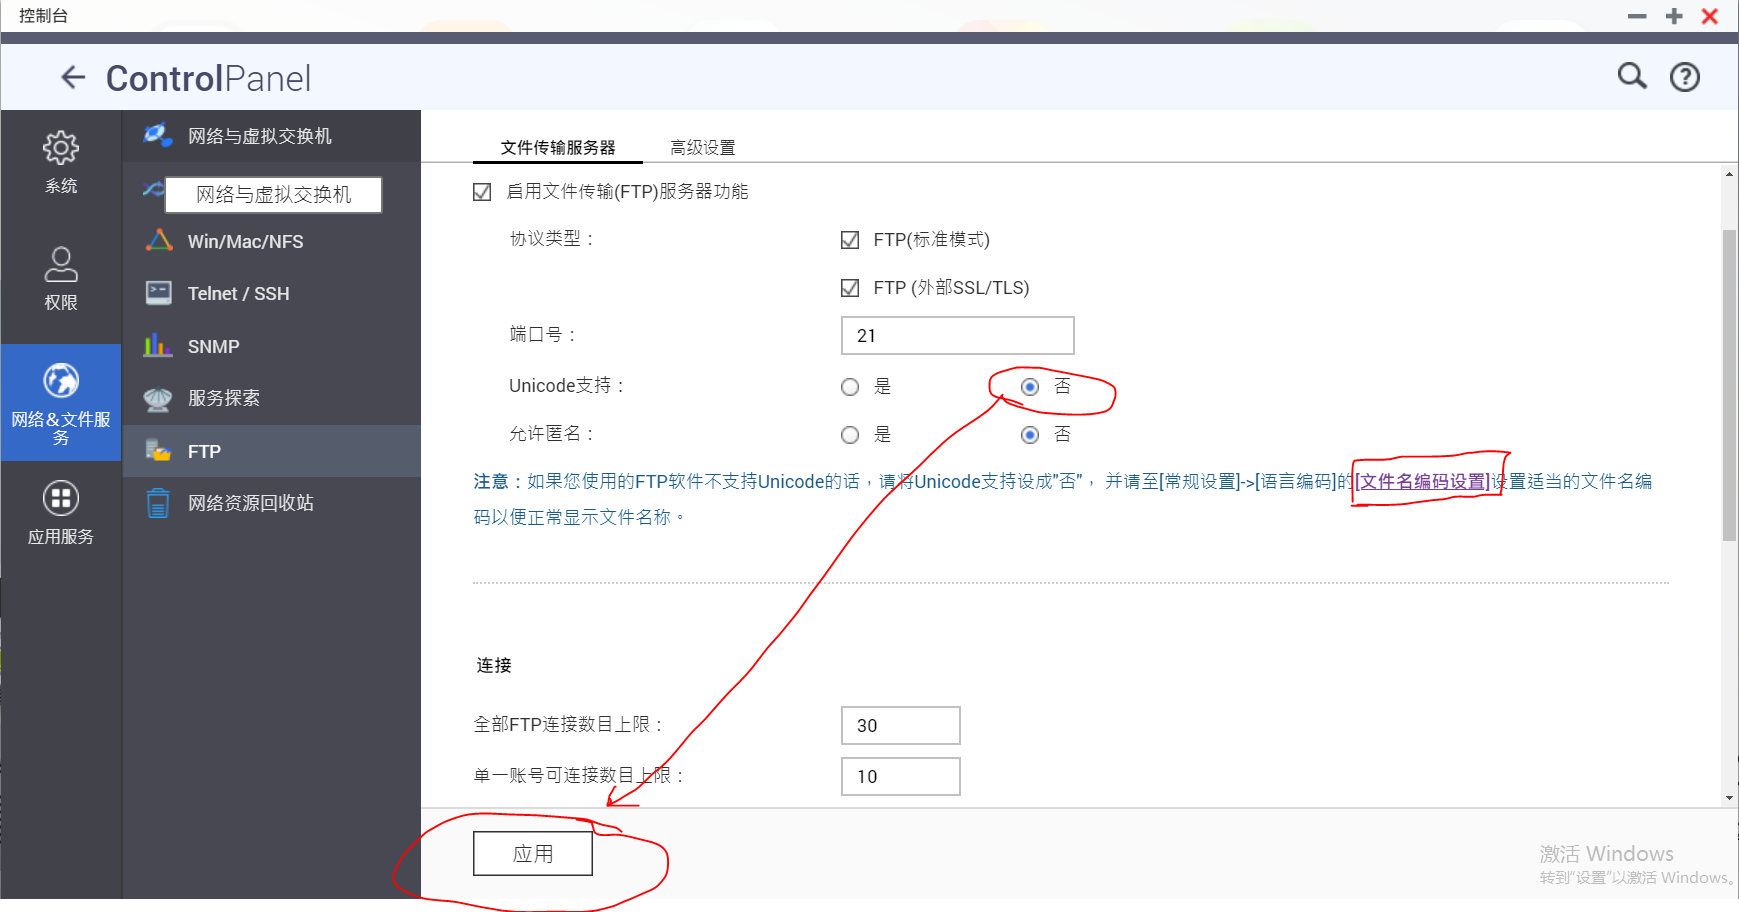 控制台
ControlPanel
系统
权限
网络&文件服
务
应用服务
网络与虚拟交换机
网络与虚拟交换机
Win/Mac/NFS
Telnet / SSH
SNMP
服务探索
FTP
网络资源回收站
文件传输服务器 高级设置
启用文件传输(FTP)服务器功能
协议类型： FTP(标准模式)
FTP (外部SSL/TLS)
端口号： 21
Unicode支持： 是 否
允许匿名： 是 否
注意：如果您使用的FTP软件不支持Unicode的话，请将Unicode支持设成"否"， 并请至[常规设置]->[语言编码]的[文件名编码设置]设置适当的文件名编
码以便正常显示文件名称。
连接
全部FTP连接数目上限： 30
单一账号可连接数目上限： 10
应用
激活 Windows
转到"设置"以激活 Windows。